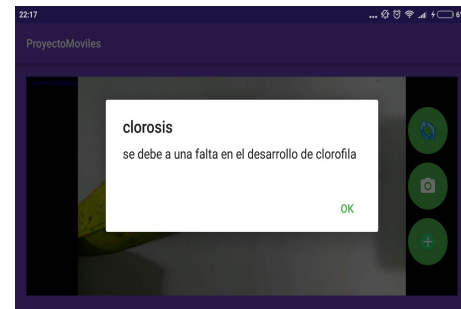 22:17
ProyectoMoviles
clorosis
se debe a una falta en el desarrollo de clorofila
OK